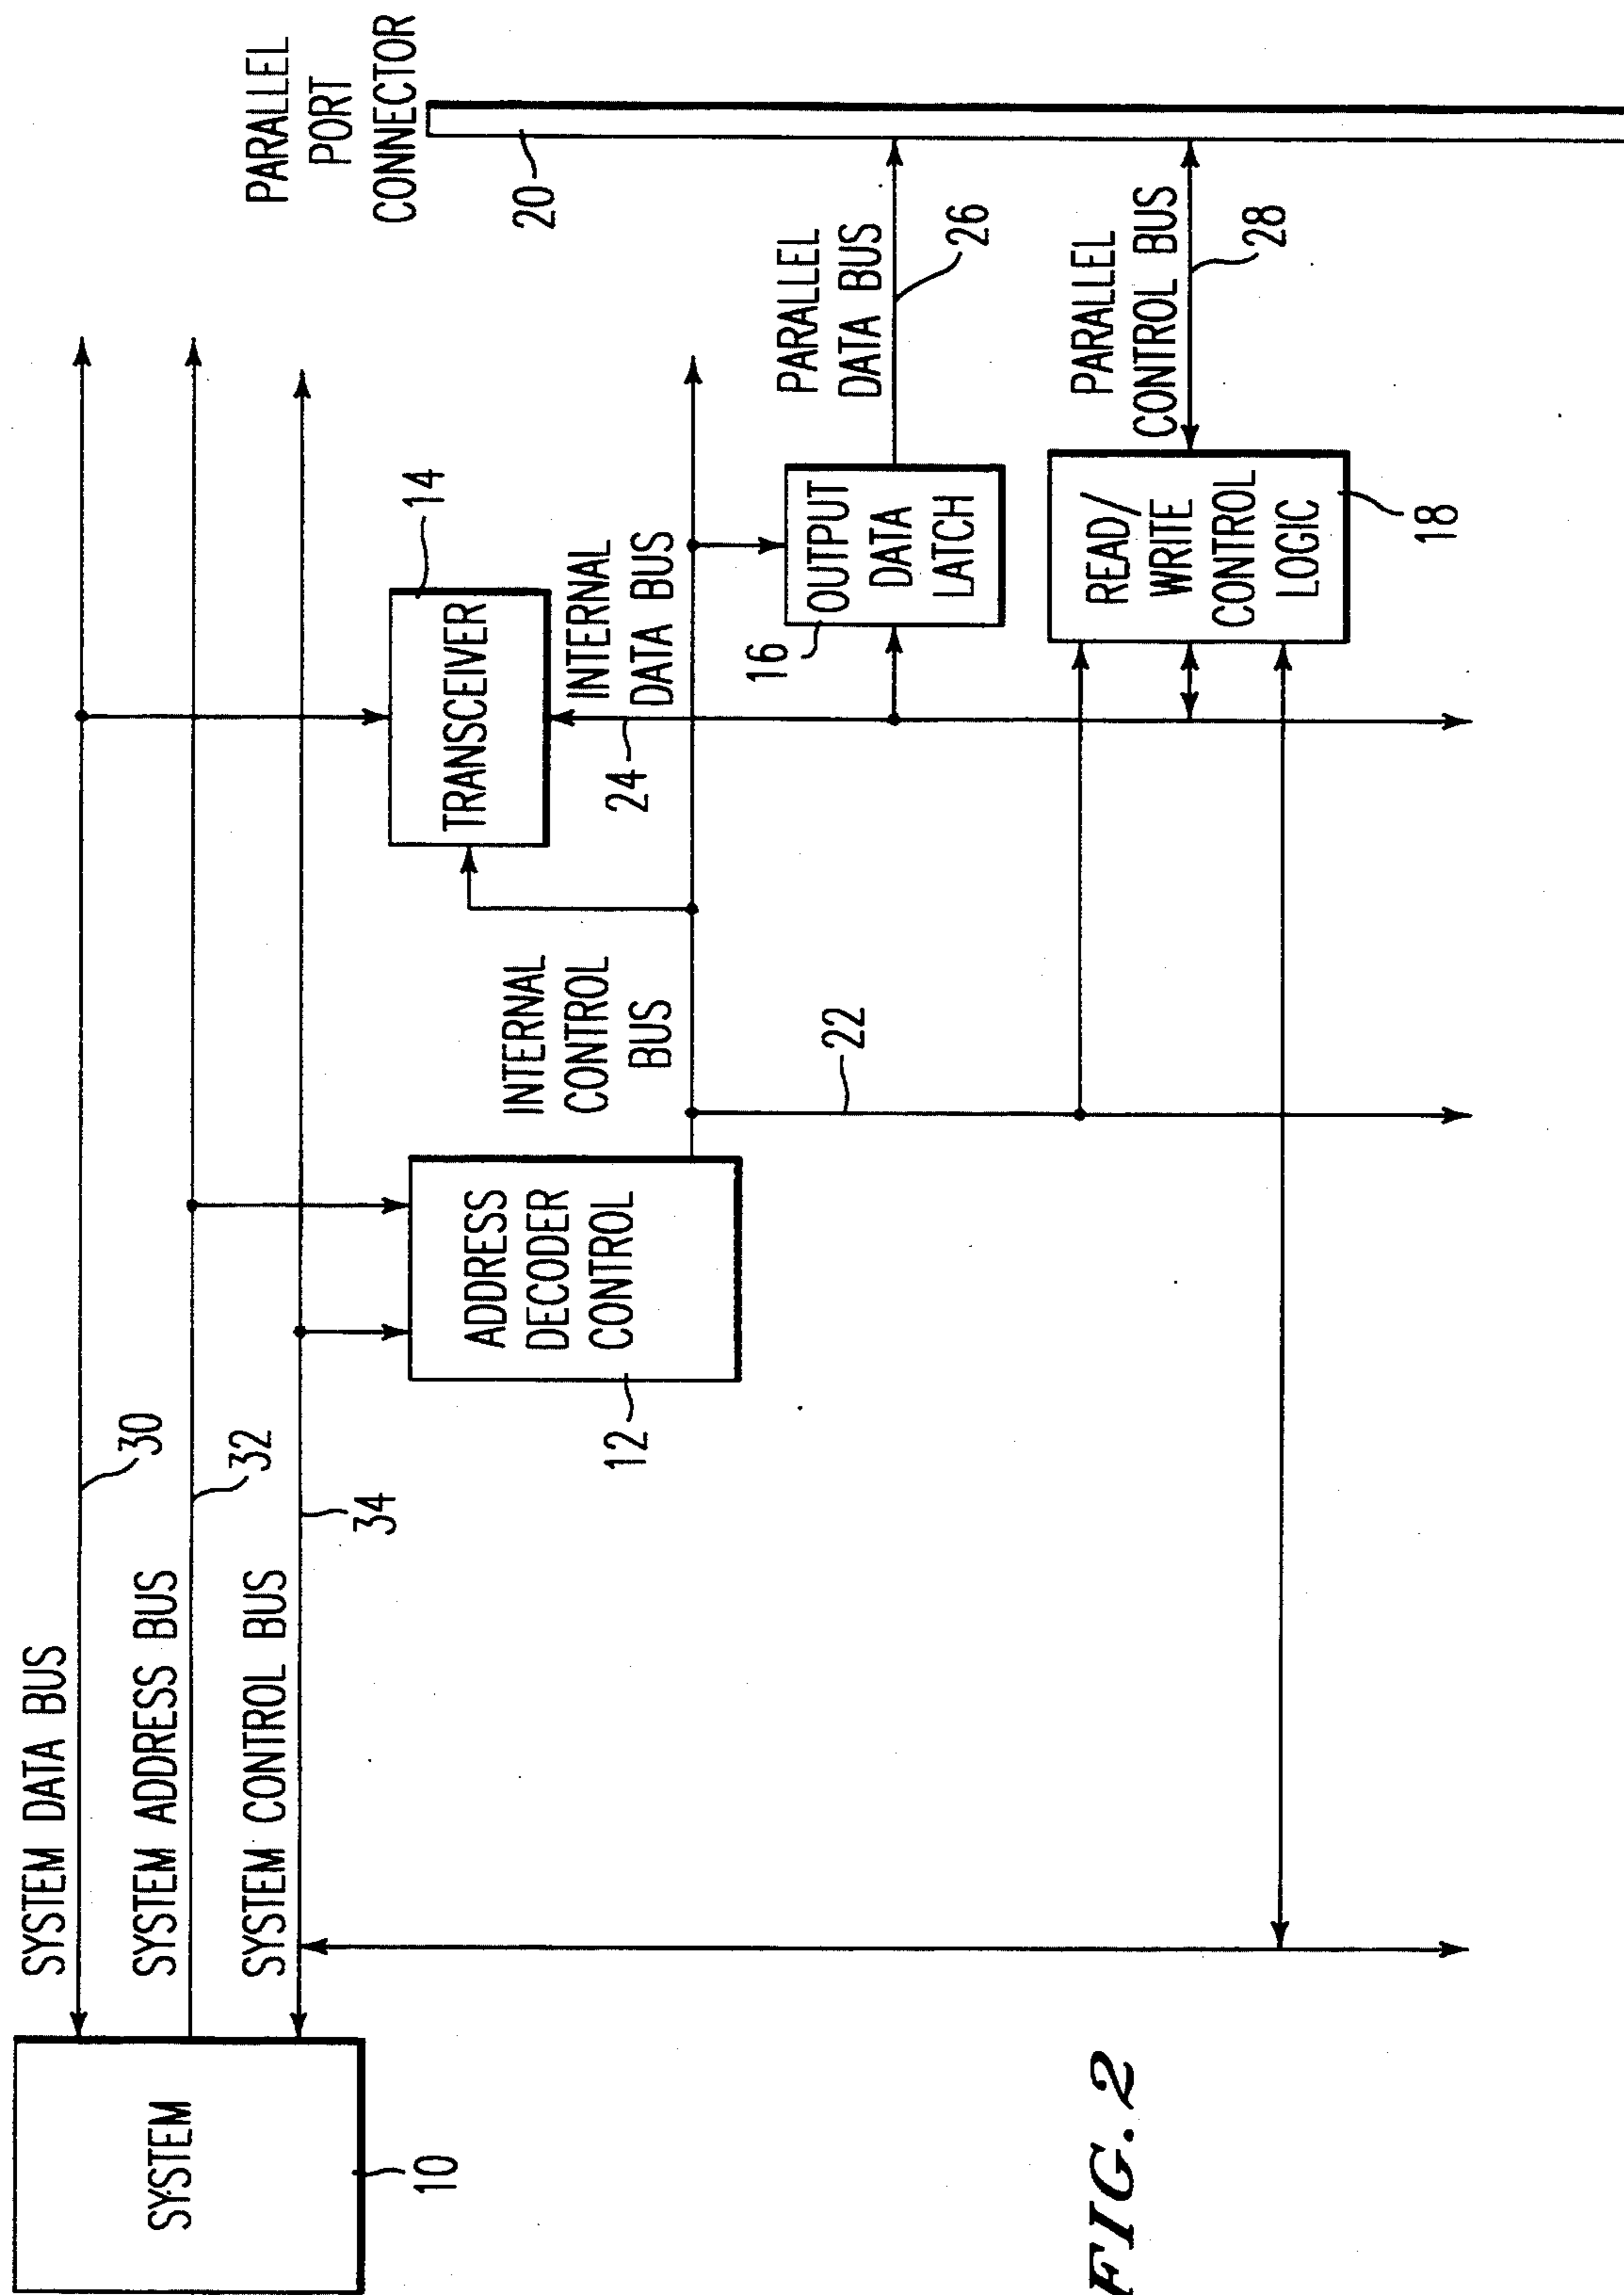 PARALLEL
PORT
CONNECTOR
20
SYSTEM DATA BUS
30
SYSTEM ADDRESS BUS
32
SYSTEM CONTROL BUS
34
SYSTEM
10
ADDRESS
DECODER
CONTROL
12
INTERNAL
CONTROL
BUS
22
TRANSCEIVER
14
INTERNAL
DATA BUS
24
OUTPUT
DATA
LATCH
16
PARALLEL
DATA BUS
26
READ/
WRITE
CONTROL
LOGIC
18
PARALLEL
CONTROL BUS
28
FIG. 2